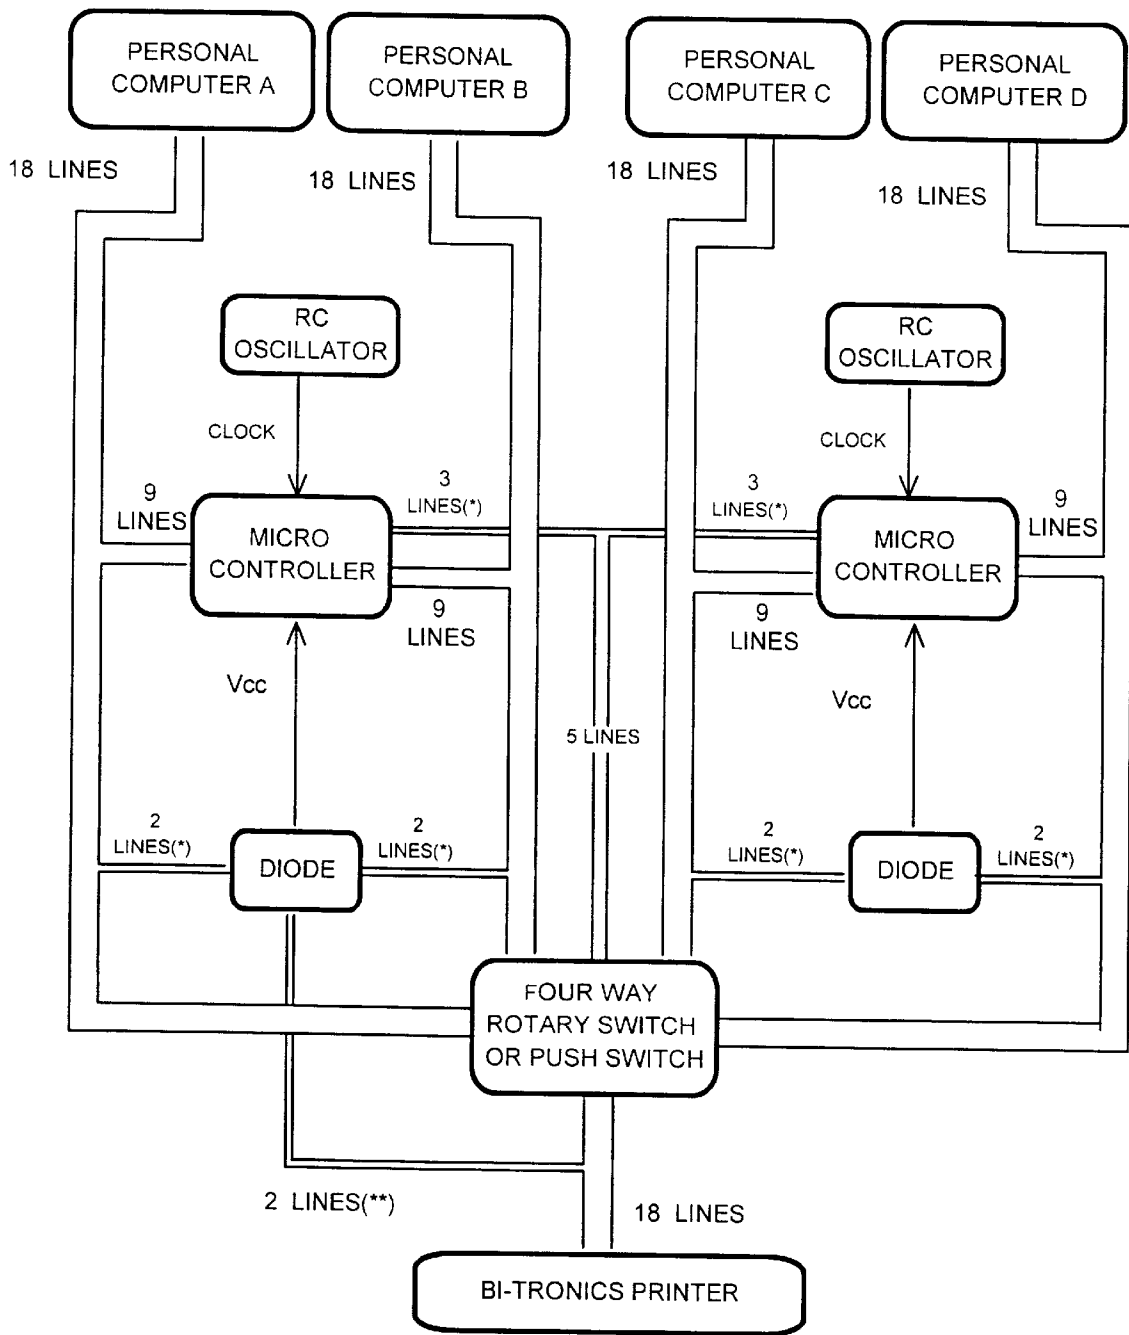 PERSONAL
COMPUTER A
PERSONAL
COMPUTER B
PERSONAL
COMPUTER C
PERSONAL
COMPUTER D
18 LINES
18 LINES
18 LINES
18 LINES
RC
OSCILLATOR
RC
OSCILLATOR
CLOCK
CLOCK
9
LINES
3
LINES(*)
3
LINES(*)
9
LINES
MICRO
CONTROLLER
MICRO
CONTROLLER
9
LINES
9
LINES
Vcc
Vcc
5 LINES
2
LINES(*)
2
LINES(*)
2
LINES(*)
2
LINES(*)
DIODE
DIODE
FOUR WAY
ROTARY SWITCH
OR PUSH SWITCH
2 LINES(**)
18 LINES
BI-TRONICS PRINTER